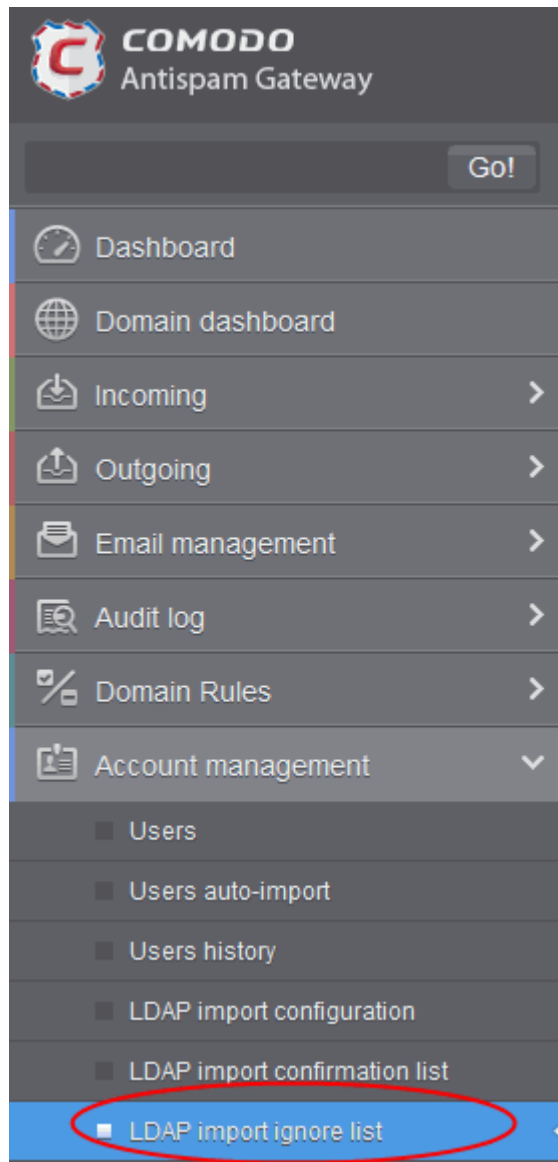 COMODO
Antispam Gateway
Go!
Dashboard
Domain dashboard
Incoming
Outgoing
Email management
Audit log
Domain Rules
Account management
Users
Users auto-import
Users history
LDAP import configuration
LDAP import confirmation list
LDAP import ignore list